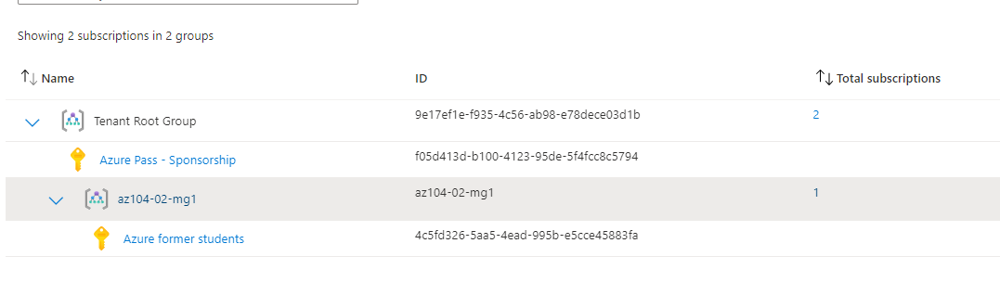 Showing 2 subscriptions in 2 groups
Name ID Total subscriptions
Tenant Root Group 9e17ef1e-f935-4c56-ab98-e78dece03d1b 2
Azure Pass - Sponsorship f05d413d-b100-4123-95de-5f4fcc8c5794
az104-02-mg1 az104-02-mg1 1
Azure former students 4c5fd326-5aa5-4ead-995b-e5cce45883fa